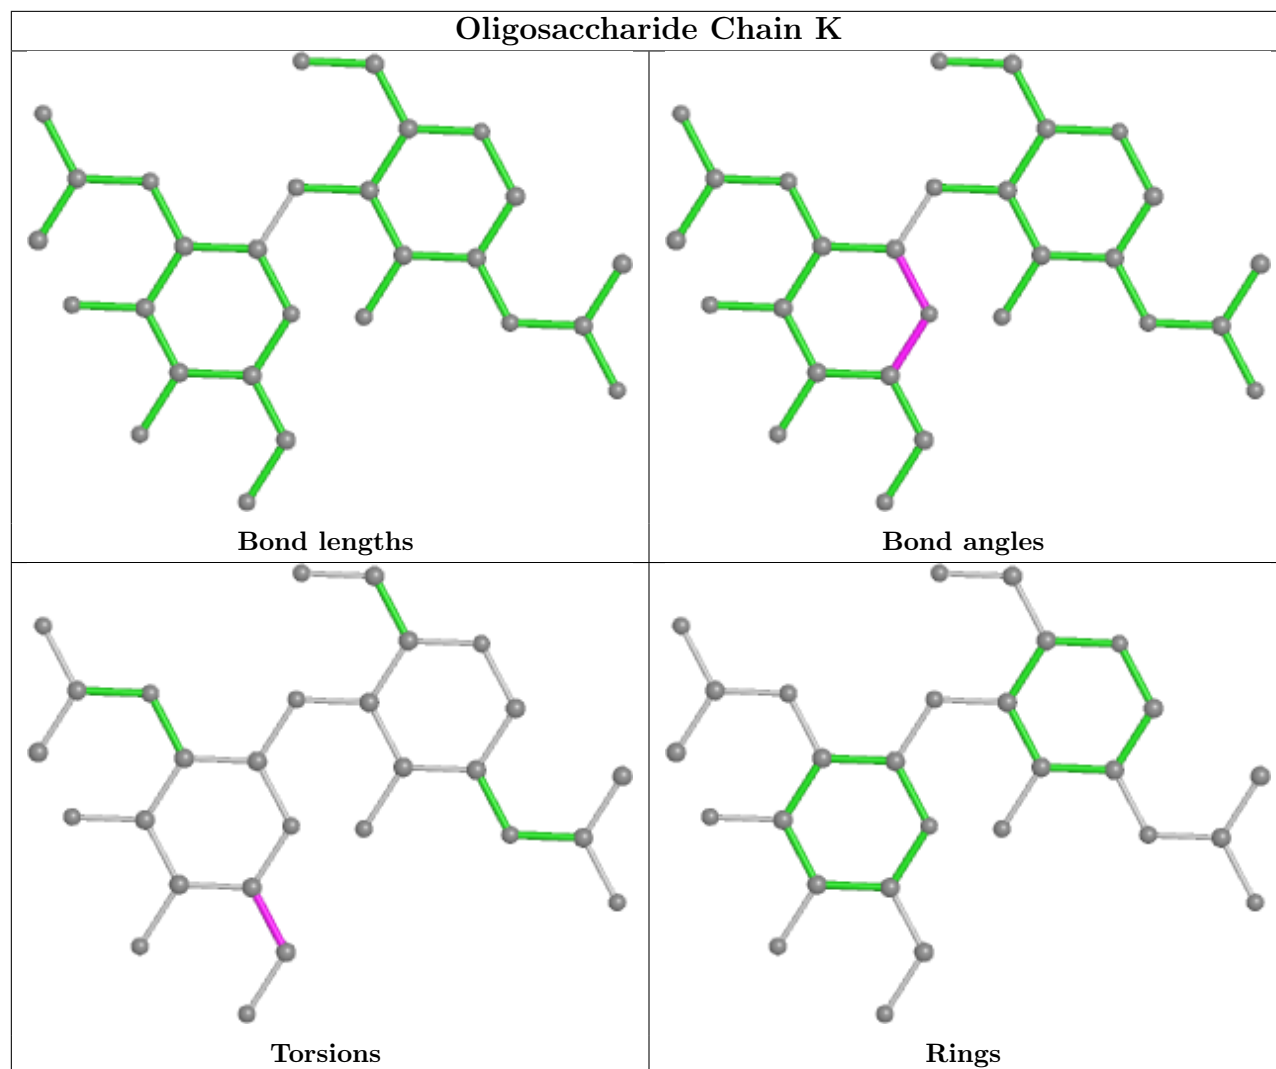 Oligosaccharide Chain K
Bond lengths
Bond angles
Torsions
Rings